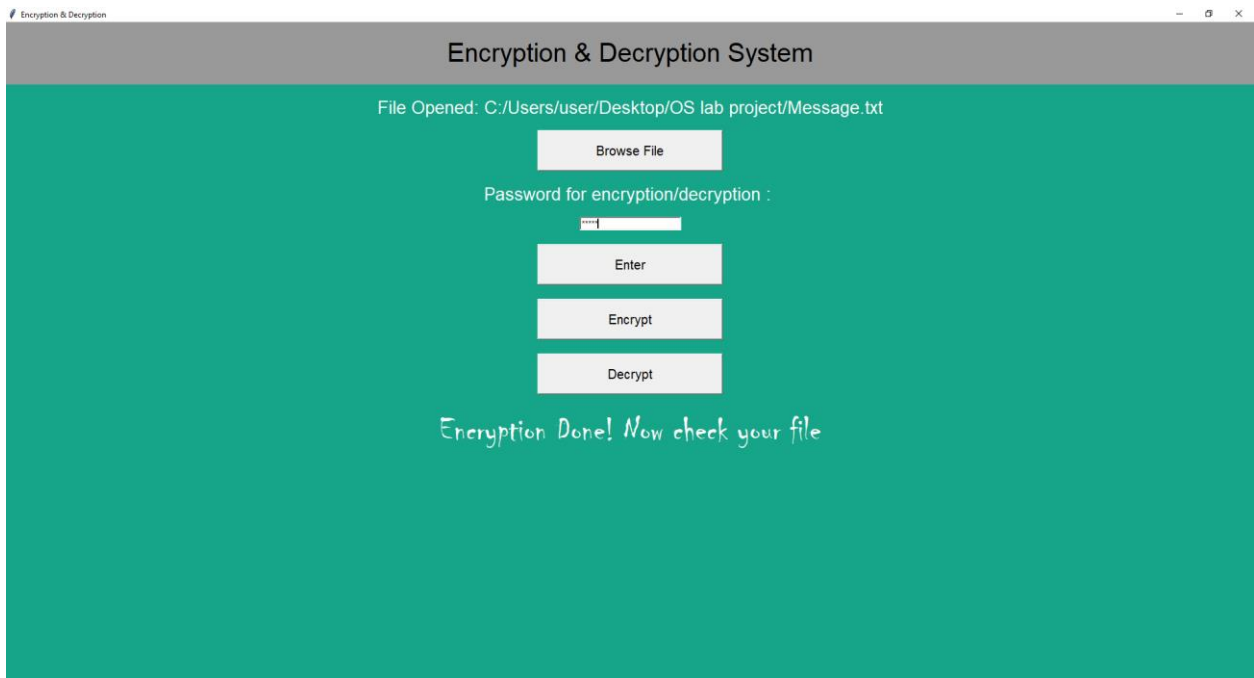 Encryption & Decryption
Encryption & Decryption System
File Opened: C:/Users/user/Desktop/OS lab project/Message.txt
Browse File
Password for encryption/decryption :
*****
Enter
Encrypt
Decrypt
Encryption Done! Now check your file